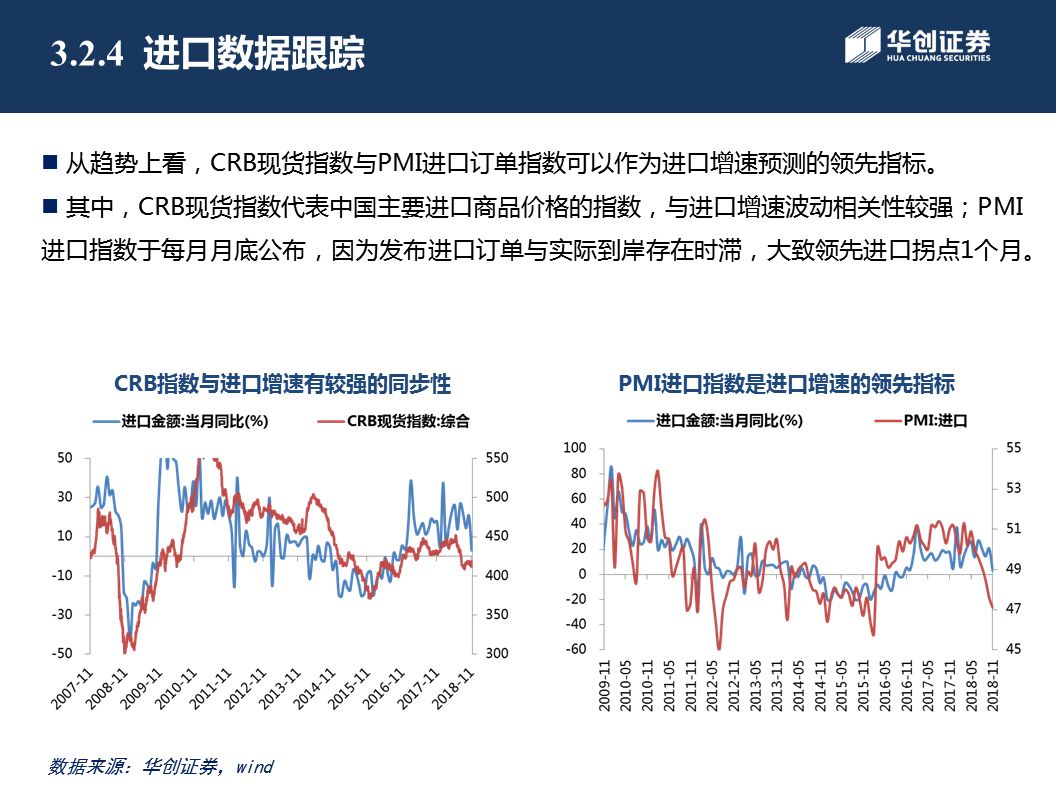 3.2.4 进口数据跟踪
华创证券
HUA CHUANG SECURITIES
■ 从趋势上看，CRB现货指数与PMI进口订单指数可以作为进口增速预测的领先指标。
■ 其中，CRB现货指数代表中国主要进口商品价格的指数，与进口增速波动相关性较强；PMI
进口指数于每月月底公布，因为发布进口订单与实际到岸存在时滞，大致领先进口拐点1个月。
CRB指数与进口增速有较强的同步性
进口金额:当月同比(%) CRB现货指数:综合
50 550
30 500
10 450
-10 400
-30 350
-50 300
2007-11 2008-11 2009-11 2010-11 2011-11 2012-11 2013-11 2014-11 2015-11 2016-11 2017-11 2018-11
PMI进口指数是进口增速的领先指标
进口金额:当月同比(%) PMI:进口
100 55
80 53
60
40 51
20
0 49
-20 47
-40
-60 45
2009-11 2010-05 2010-11 2011-05 2011-11 2012-05 2012-11 2013-05 2013-11 2014-05 2014-11 2015-05 2015-11 2016-05 2016-11 2017-05 2017-11 2018-05 2018-11
数据来源：华创证券，wind